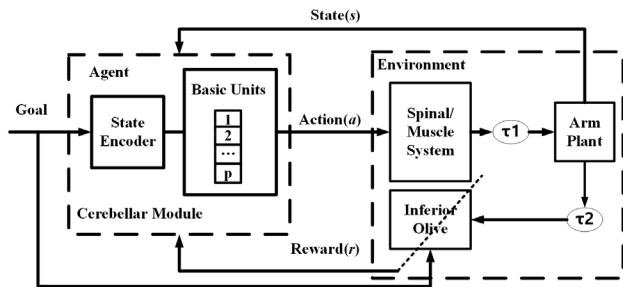 State(s)
Agent
Environment
Goal
State
Encoder
Basic Units
1
2
...
p
Action(a)
Spinal/
Muscle
System
τ1
Arm
Plant
Cerebellar Module
Inferior
Olive
τ2
Reward(r)